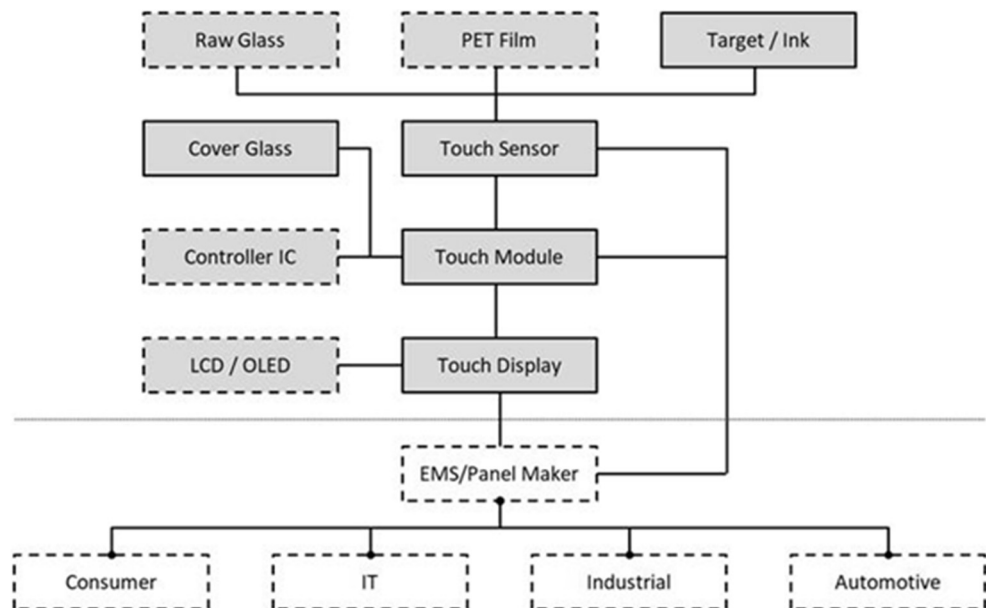 Raw Glass
PET Film
Target / Ink
Cover Glass
Touch Sensor
Controller IC
Touch Module
LCD / OLED
Touch Display
EMS/Panel Maker
Consumer
IT
Industrial
Automotive